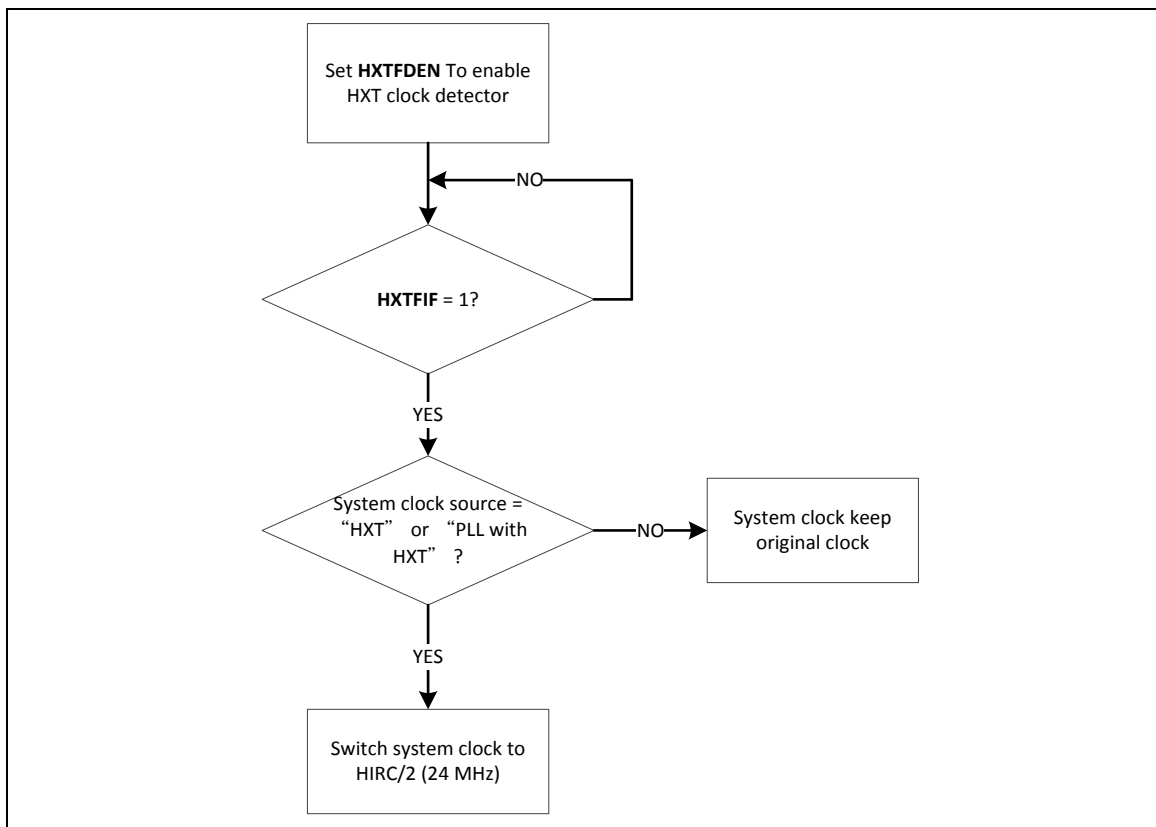 Set HXTFDEN To enable
HXT clock detector
NO
HXTFIF = 1?
YES
System clock source =
“HXT” or “PLL with
HXT” ?
NO
System clock keep
original clock
YES
Switch system clock to
HIRC/2 (24 MHz)